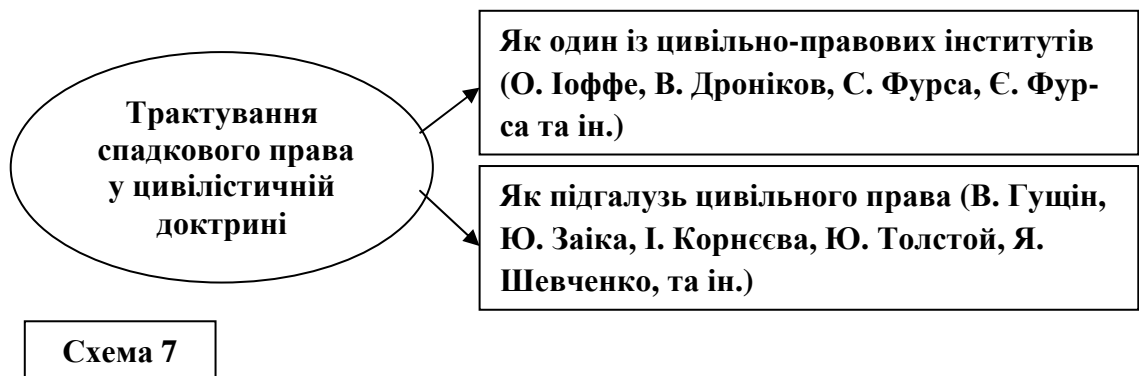 Трактування
спадкового права
у цивілістичній
доктрині
Як один із цивільно-правових інститутів
(О. Іоффе, В. Дроніков, С. Фурса, Є. Фур-
са та ін.)
Як підгалузь цивільного права (В. Гущін,
Ю. Заіка, І. Корнєєва, Ю. Толстой, Я.
Шевченко, та ін.)
Схема 7